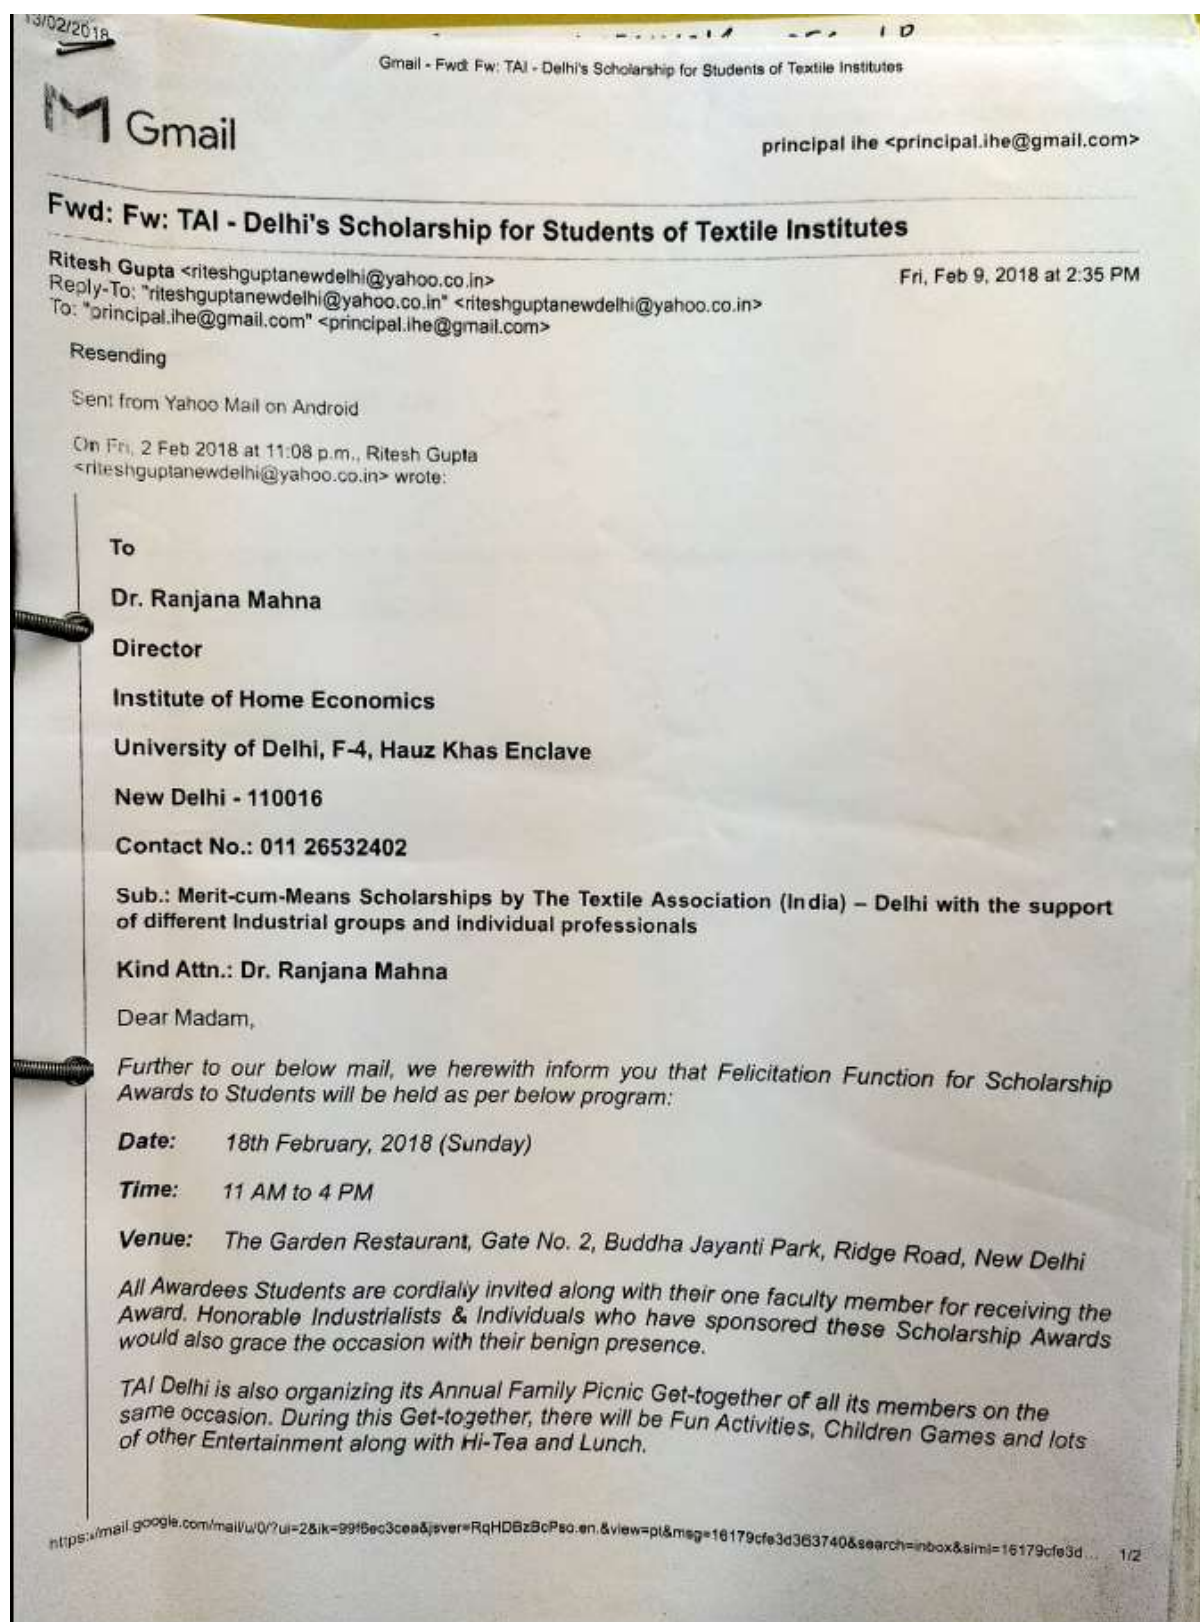 13/02/2018
Gmail - Fwd: Fw: TAI - Delhi's Scholarship for Students of Textile Institutes
Gmail
principal ihe <principal.ihe@gmail.com>
Fwd: Fw: TAI - Delhi's Scholarship for Students of Textile Institutes
Ritesh Gupta <riteshguptanewdelhi@yahoo.co.in>
Fri, Feb 9, 2018 at 2:35 PM
Reply-To: "riteshguptanewdelhi@yahoo.co.in" <riteshguptanewdelhi@yahoo.co.in>
To: "principal.ihe@gmail.com" <principal.ihe@gmail.com>
Resending
Sent from Yahoo Mail on Android
On Fri, 2 Feb 2018 at 11:08 p.m., Ritesh Gupta
<riteshguptanewdelhi@yahoo.co.in> wrote:
To
Dr. Ranjana Mahna
Director
Institute of Home Economics
University of Delhi, F-4, Hauz Khas Enclave
New Delhi - 110016
Contact No.: 011 26532402
Sub.: Merit-cum-Means Scholarships by The Textile Association (India) – Delhi with the support
of different Industrial groups and individual professionals
Kind Attn.: Dr. Ranjana Mahna
Dear Madam,
Further to our below mail, we herewith inform you that Felicitation Function for Scholarship
Awards to Students will be held as per below program:
Date: 18th February, 2018 (Sunday)
Time: 11 AM to 4 PM
Venue: The Garden Restaurant, Gate No. 2, Buddha Jayanti Park, Ridge Road, New Delhi
All Awardees Students are cordially invited along with their one faculty member for receiving the
Award. Honorable Industrialists & Individuals who have sponsored these Scholarship Awards
would also grace the occasion with their benign presence.
TAI Delhi is also organizing its Annual Family Picnic Get-together of all its members on the
same occasion. During this Get-together, there will be Fun Activities, Children Games and lots
of other Entertainment along with Hi-Tea and Lunch.
https://mail.google.com/mail/u/0/?ui=2&ik=99f6ec3cea&jsver=RqHDBzBcPso.en.&view=pt&msg=16179cfe3d363740&search=inbox&siml=16179cfe3d... 1/2